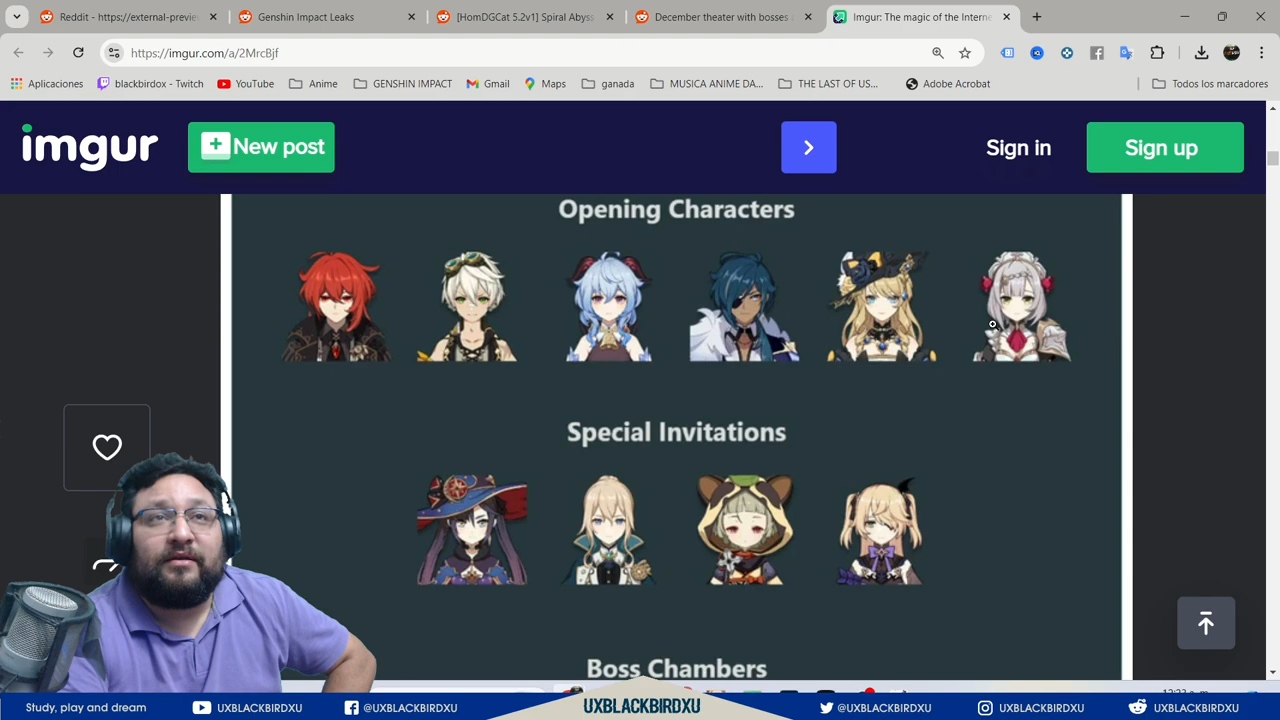 Reddit - https://external-previe
Genshin Impact Leaks
[HomDGCat 5.2v1] Spiral Abyss
December theater with bosses a
Imgur: The magic of the Interne
https://imgur.com/a/2MrcBjf
Aplicaciones
blackbirdox - Twitch
YouTube
Anime
GENSHIN IMPACT
Gmail
Maps
ganada
MUSICA ANIME DA...
THE LAST OF US...
Adobe Acrobat
Todos los marcadores
imgur
New post
Sign in
Sign up
Opening Characters
Special Invitations
Boss Chambers
Study, play and dream
UXBLACKBIRDXU
@UXBLACKBIRDXU
UXBLACKBIRDXU
@UXBLACKBIRDXU
UXBLACKBIRDXU
UXBLACKBIRDXU